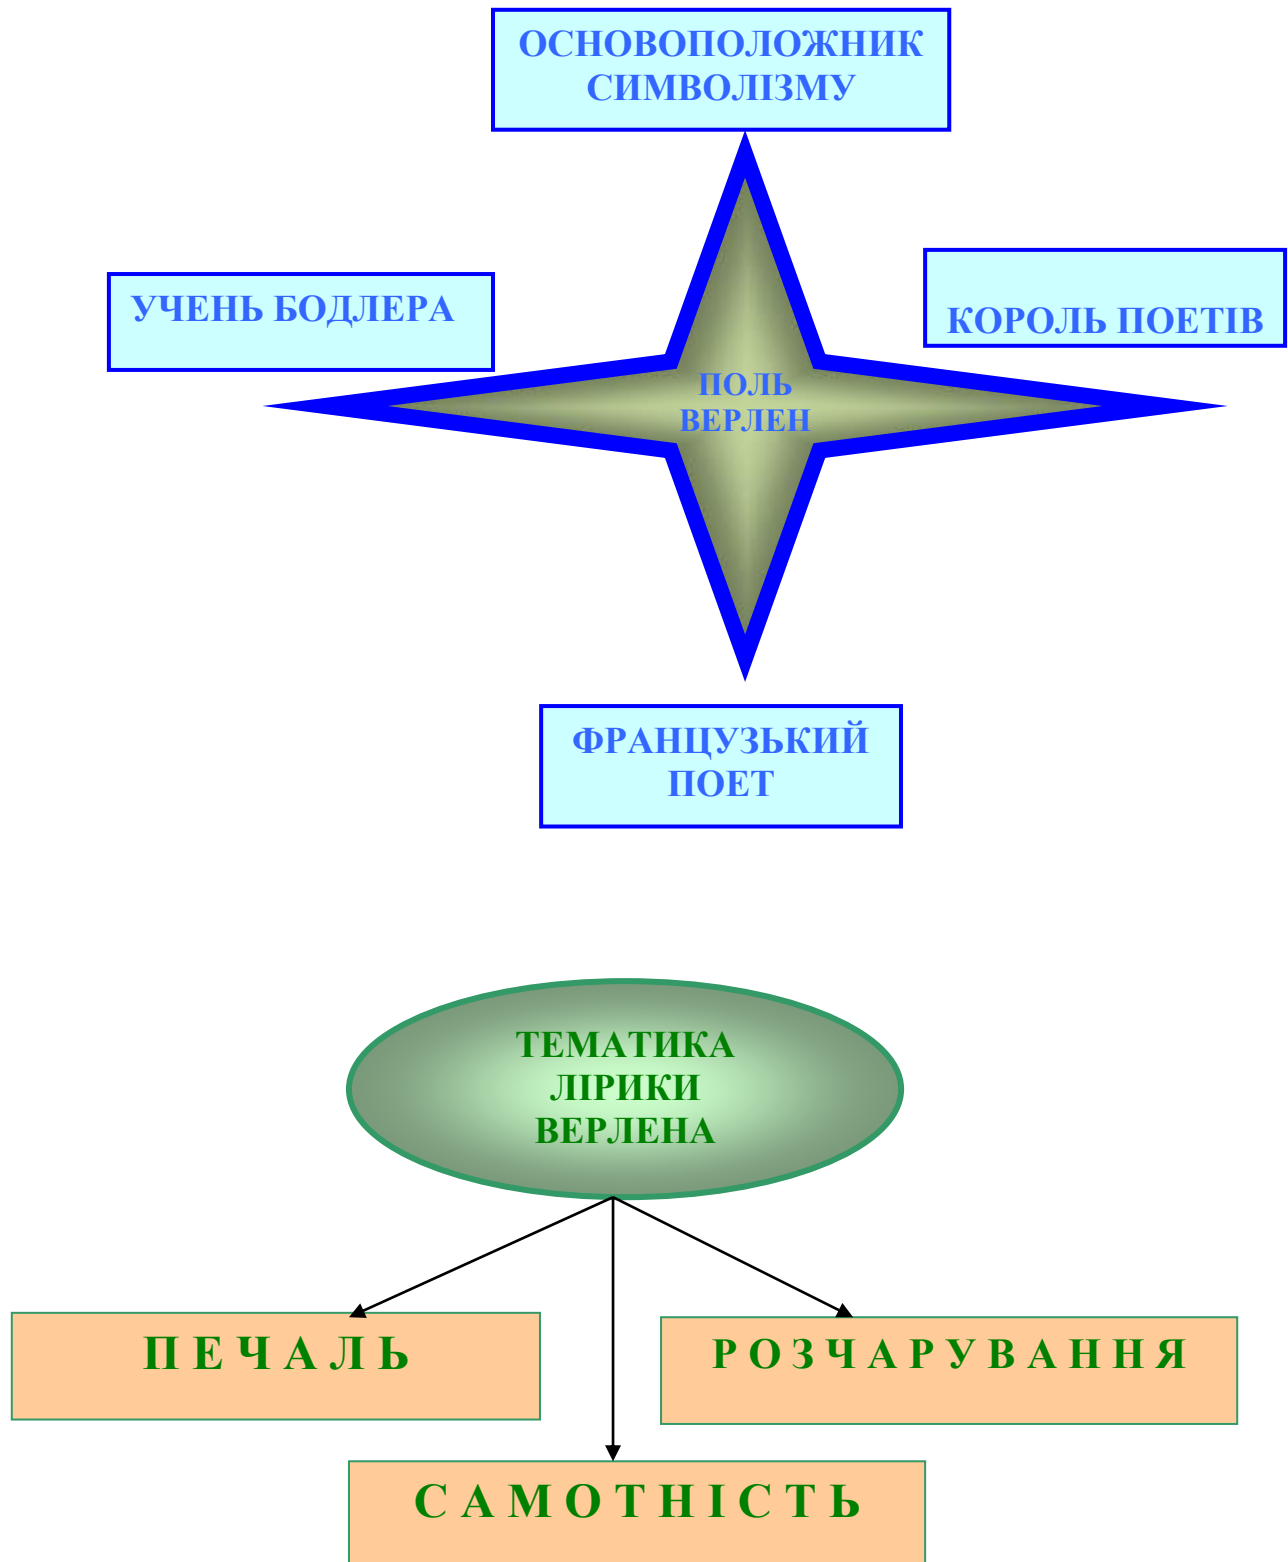 ОСНОВОПОЛОЖНИК
СИМВОЛІЗМУ
УЧЕНЬ БОДЛЕРА
КОРОЛЬ ПОЕТІВ
ПОЛЬ
ВЕРЛЕН
ФРАНЦУЗЬКИЙ
ПОЕТ
ТЕМАТИКА
ЛІРИКИ
ВЕРЛЕНА
П Е Ч А Л Ь
Р О З Ч А Р У В А Н Н Я
С А М О Т Н І С Т Ь